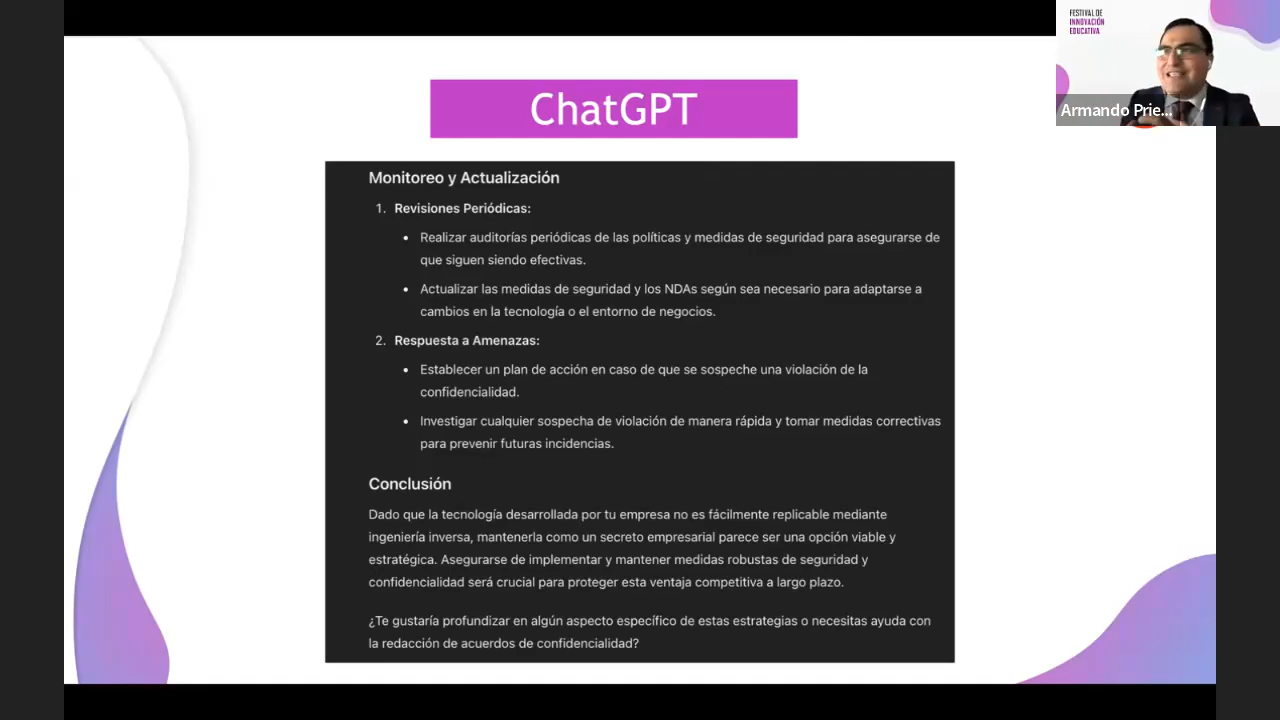 FESTIVAL DE
INNOVACIÓN
EDUCATIVA
Armando Prie...
ChatGPT
Monitoreo y Actualización
1. Revisiones Periódicas:
• Realizar auditorías periódicas de las políticas y medidas de seguridad para asegurarse de
que siguen siendo efectivas.
• Actualizar las medidas de seguridad y los NDAs según sea necesario para adaptarse a
cambios en la tecnología o el entorno de negocios.
2. Respuesta a Amenazas:
• Establecer un plan de acción en caso de que se sospeche una violación de la
confidencialidad.
• Investigar cualquier sospecha de violación de manera rápida y tomar medidas correctivas
para prevenir futuras incidencias.
Conclusión
Dado que la tecnología desarrollada por tu empresa no es fácilmente replicable mediante
ingeniería inversa, mantenerla como un secreto empresarial parece ser una opción viable y
estratégica. Asegurarse de implementar y mantener medidas robustas de seguridad y
confidencialidad será crucial para proteger esta ventaja competitiva a largo plazo.
¿Te gustaría profundizar en algún aspecto específico de estas estrategias o necesitas ayuda con
la redacción de acuerdos de confidencialidad?